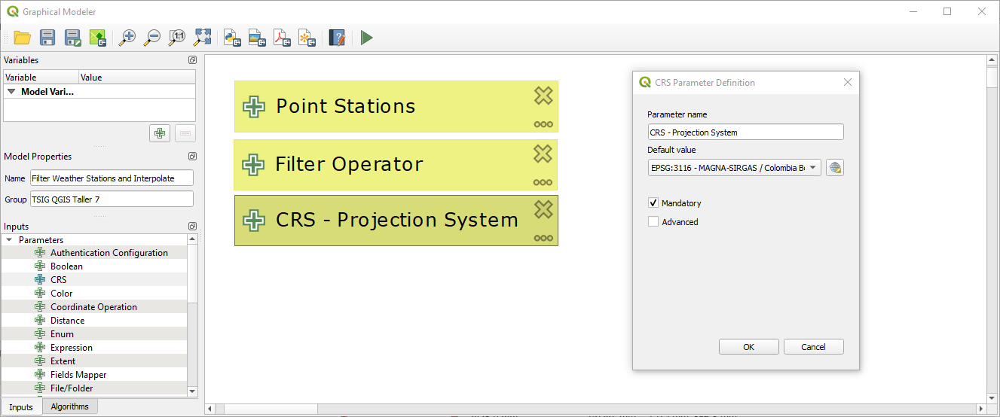 Graphical Modeler
1:1
Variables
Variable Value
Model Vari...
Model Properties
Name Filter Weather Stations and Interpolate
Group TSIG QGIS Taller 7
Inputs
Parameters
Authentication Configuration
Boolean
CRS
Color
Coordinate Operation
Distance
Enum
Expression
Extent
Fields Mapper
File/Folder
Inputs Algorithms
Point Stations
Filter Operator
CRS - Projection System
CRS Parameter Definition
Parameter name
CRS - Projection System
Default value
EPSG:3116 - MAGNA-SIRGAS / Colombia Bo
Mandatory
Advanced
OK Cancel